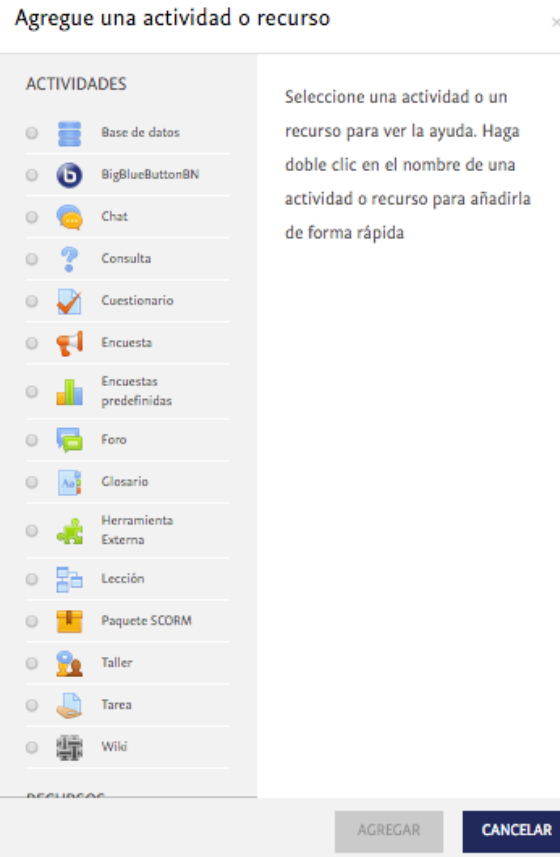 Agregue una actividad o recurso
ACTIVIDADES
Base de datos
BigBlueButtonBN
Chat
Consulta
Cuestionario
Encuesta
Encuestas
predefinidas
Foro
Glosario
Herramienta
Externa
Lección
Paquete SCORM
Taller
Tarea
Wiki
RECURSOS
Seleccione una actividad o un
recurso para ver la ayuda. Haga
doble clic en el nombre de una
actividad o recurso para añadirla
de forma rápida
AGREGAR
CANCELAR